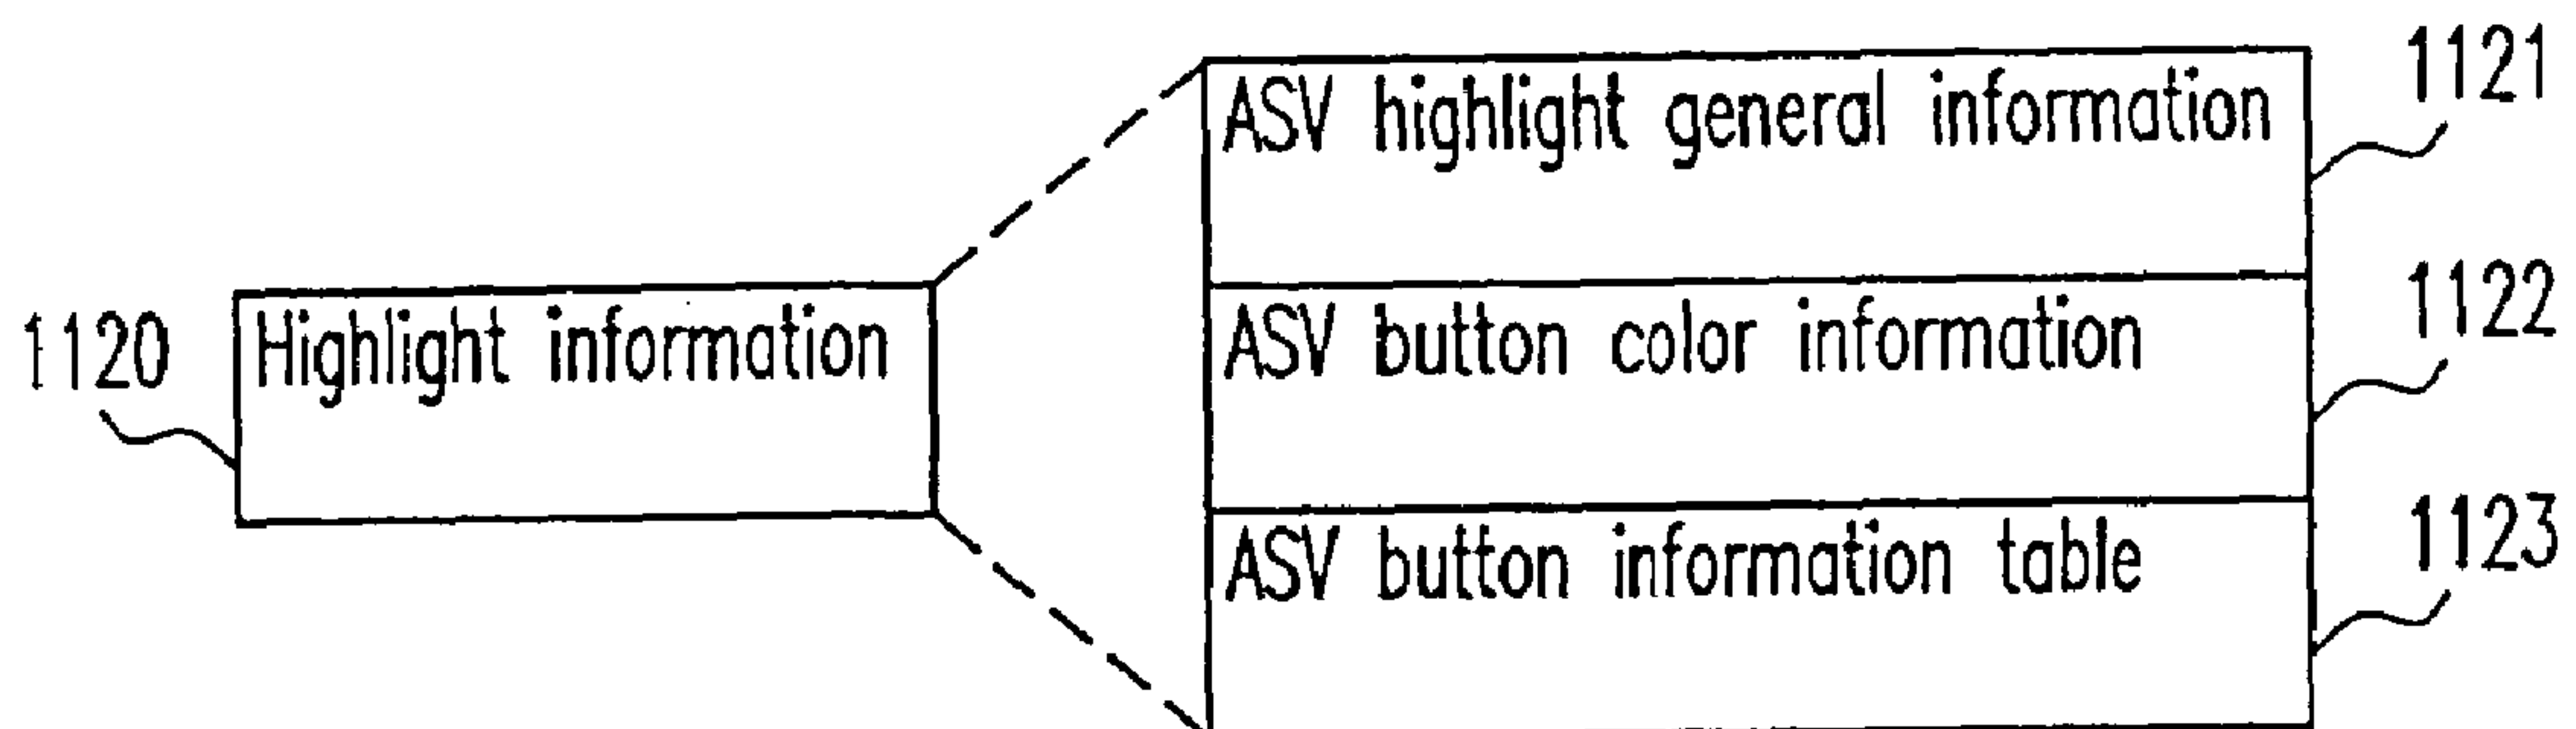 1120
Highlight information
ASV highlight general information
1121
ASV button color information
1122
ASV button information table
1123